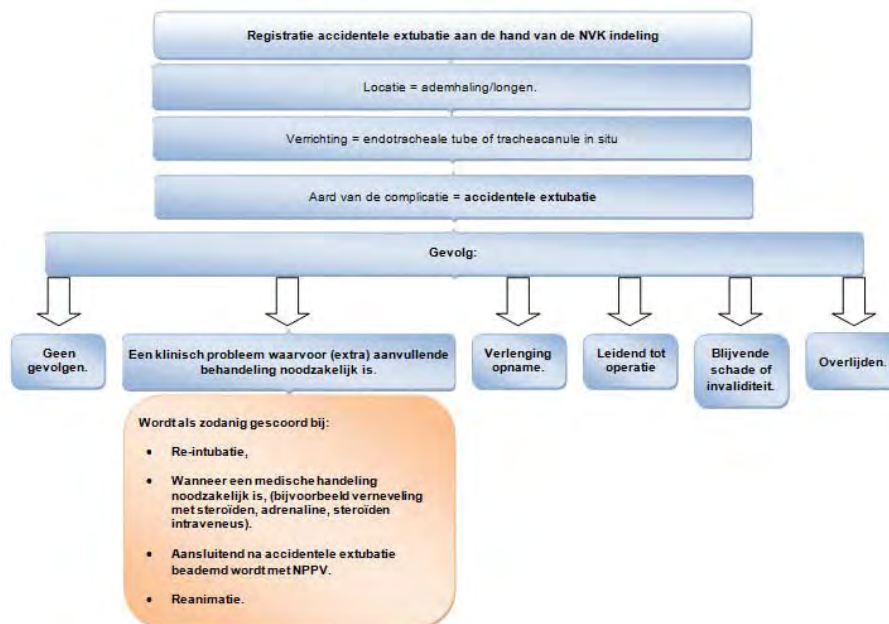 Registratie accidentele extubatie aan de hand van de NVK indeling
Locatie = ademhaling/longen.
Verrichting = endotracheale tube of tracheacanule in situ
Aard van de complicatie = accidentele extubatie
Gevolg:
Geen
gevolgen.
Een klinisch probleem waarvoor (extra) aanvullende
behandeling noodzakelijk is.
Verlenging
opname.
Leidend tot
operatie
Blijvende
schade of
invaliditeit.
Overlijden.
Wordt als zodanig gescoord bij:
• Re-intubatie,
• Wanneer een medische handeling
noodzakelijk is, (bijvoorbeeld verneveling
met steroïden, adrenaline, steroïden
intraveneus).
• Aansluitend na accidentele extubatie
beademd wordt met NPPV.
• Reanimatie.